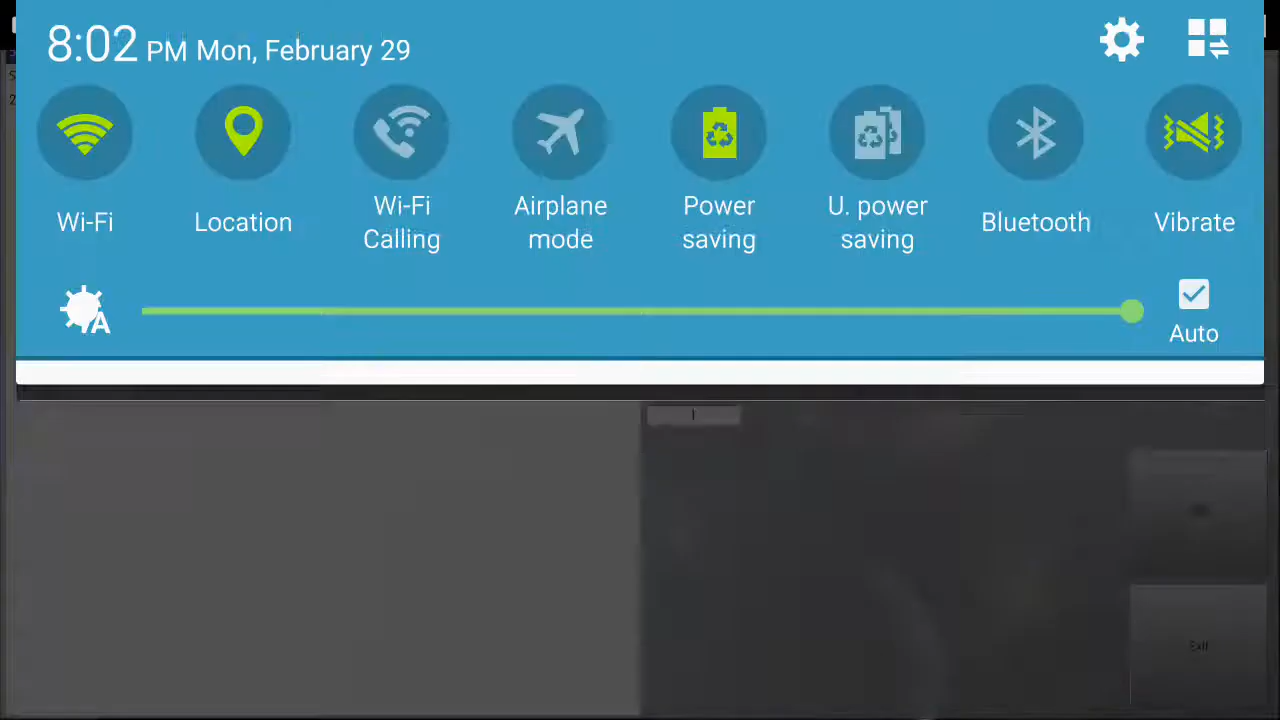 8:02 PM Mon, February 29
Wi-Fi
Location
Wi-Fi
Calling
Airplane
mode
Power
saving
U. power
saving
Bluetooth
Vibrate
A
Auto
Exit